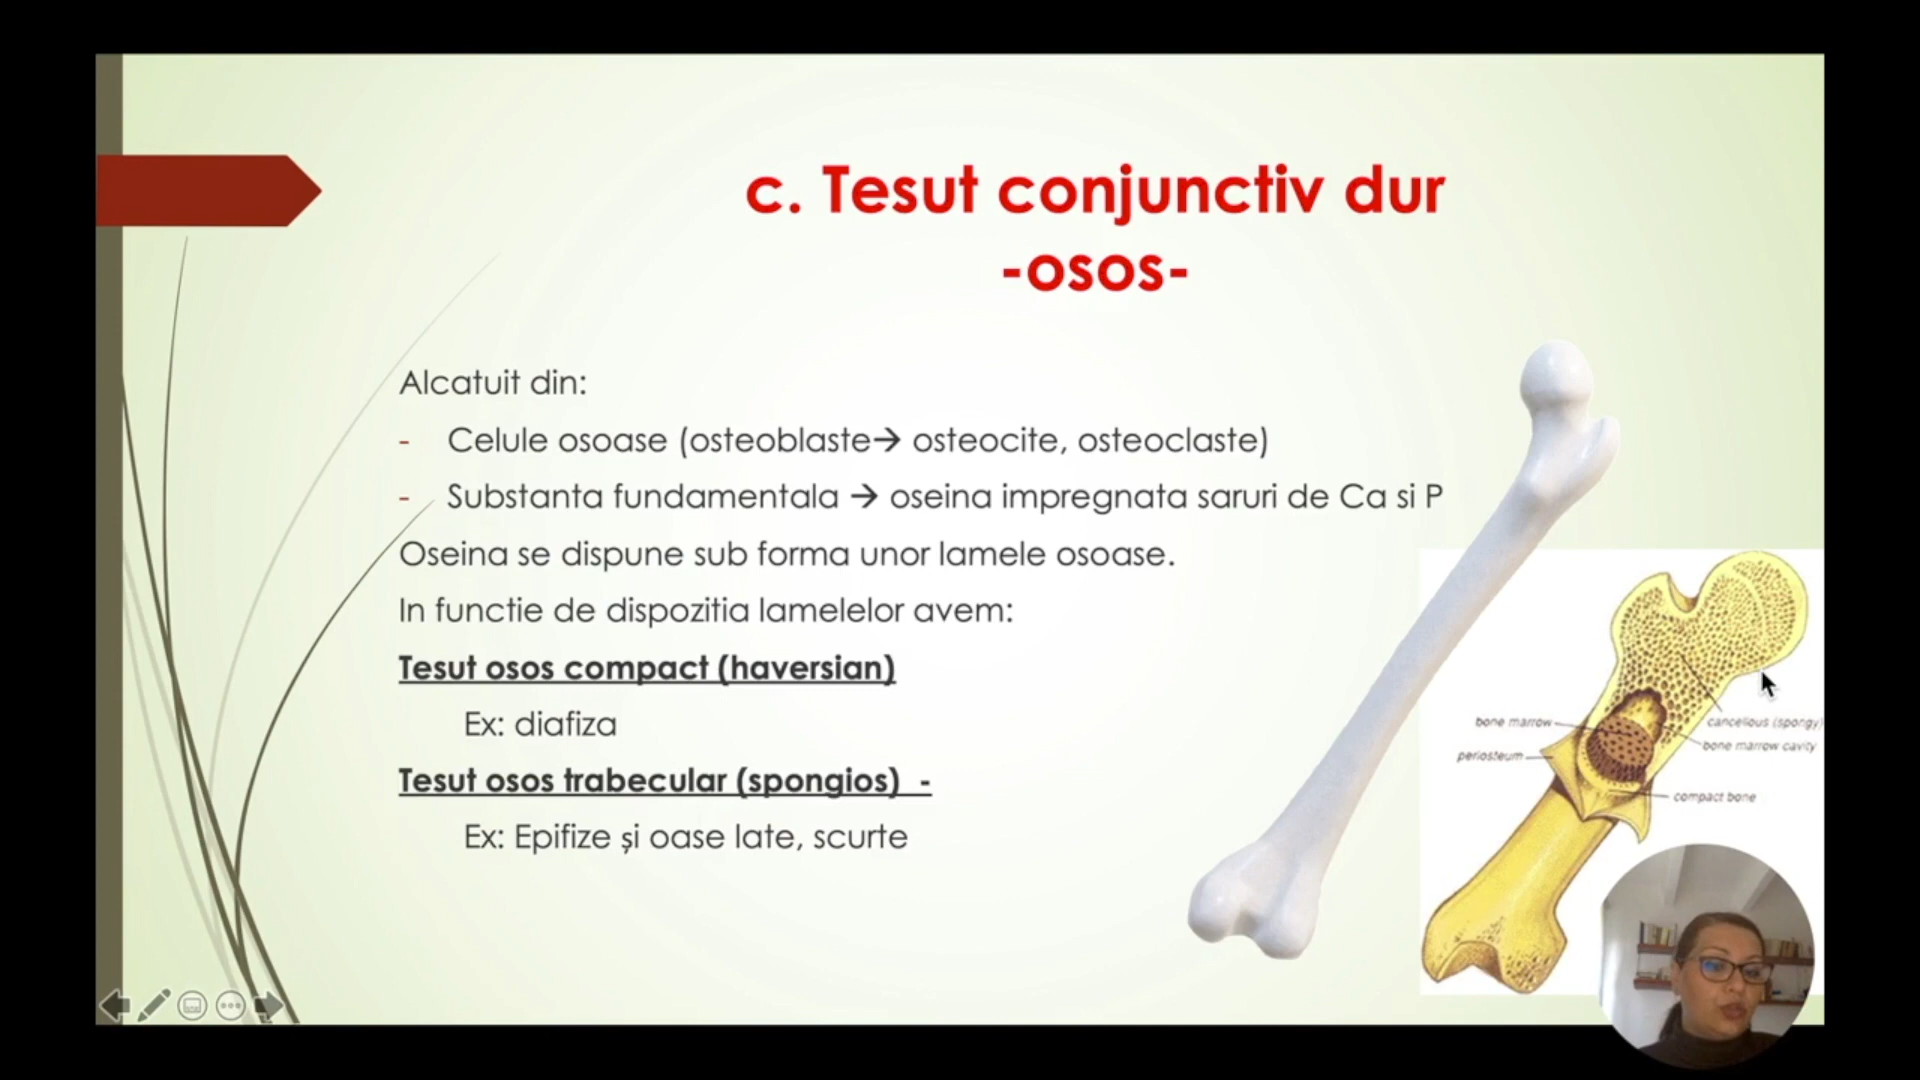 c. Tesut conjunctiv dur
-osos-
Alcatuit din:
- Celule osoase (osteoblaste→ osteocite, osteoclaste)
- Substanta fundamentala → oseina impregnata saruri de Ca si P
Oseina se dispune sub forma unor lamele osoase.
In functie de dispozitia lamelelor avem:
Tesut osos compact (haversian)
Ex: diafiza
Tesut osos trabecular (spongios) -
Ex: Epifize și oase late, scurte
bone marrow
cancellous (spongy)
bone marrow cavity
periosteum
compact bone